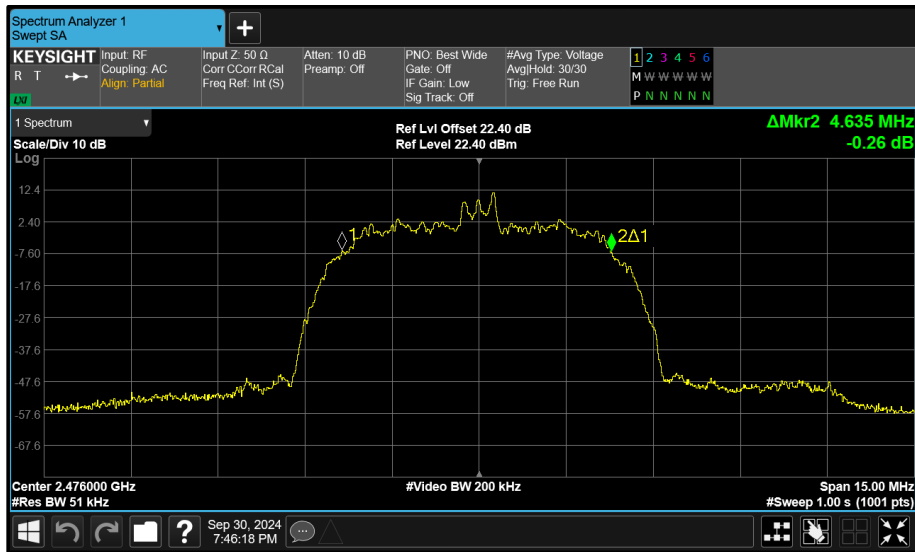 Spectrum Analyzer 1
Swept SA
+
KEYSIGHT
R T
LXI
Input: RF
Coupling: AC
Align: Partial
Input Z: 50 Ω
Corr CCorr RCal
Freq Ref: Int (S)
Atten: 10 dB
Preamp: Off
PNO: Best Wide
Gate: Off
IF Gain: Low
Sig Track: Off
#Avg Type: Voltage
Avg|Hold: 30/30
Trig: Free Run
1 2 3 4 5 6
M W W W W W
P N N N N N
1 Spectrum
Scale/Div 10 dB
Ref Lvl Offset 22.40 dB
Ref Level 22.40 dBm
ΔMkr2 4.635 MHz
-0.26 dB
Log
12.4
2.40
-7.60
-17.6
-27.6
-37.6
-47.6
-57.6
-67.6
1
2Δ1
Center 2.476000 GHz
#Video BW 200 kHz
Span 15.00 MHz
#Res BW 51 kHz
#Sweep 1.00 s (1001 pts)
?
Sep 30, 2024
7:46:18 PM